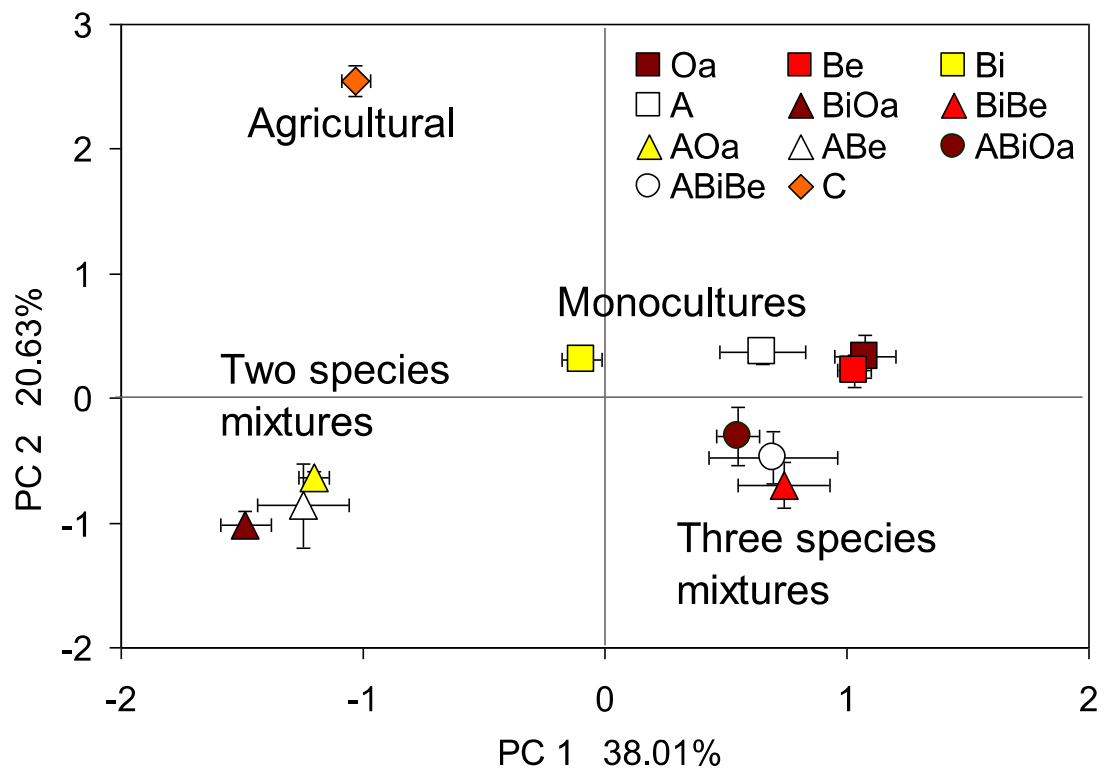 3
2
1
0
-1
-2
PC 2 20.63%
Agricultural
Oa Be Bi
A BiOa BiBe
AOa ABe ABiOa
ABiBe C
Monocultures
Two species
mixtures
Three species
mixtures
-2 -1 0 1 2
PC 1 38.01%